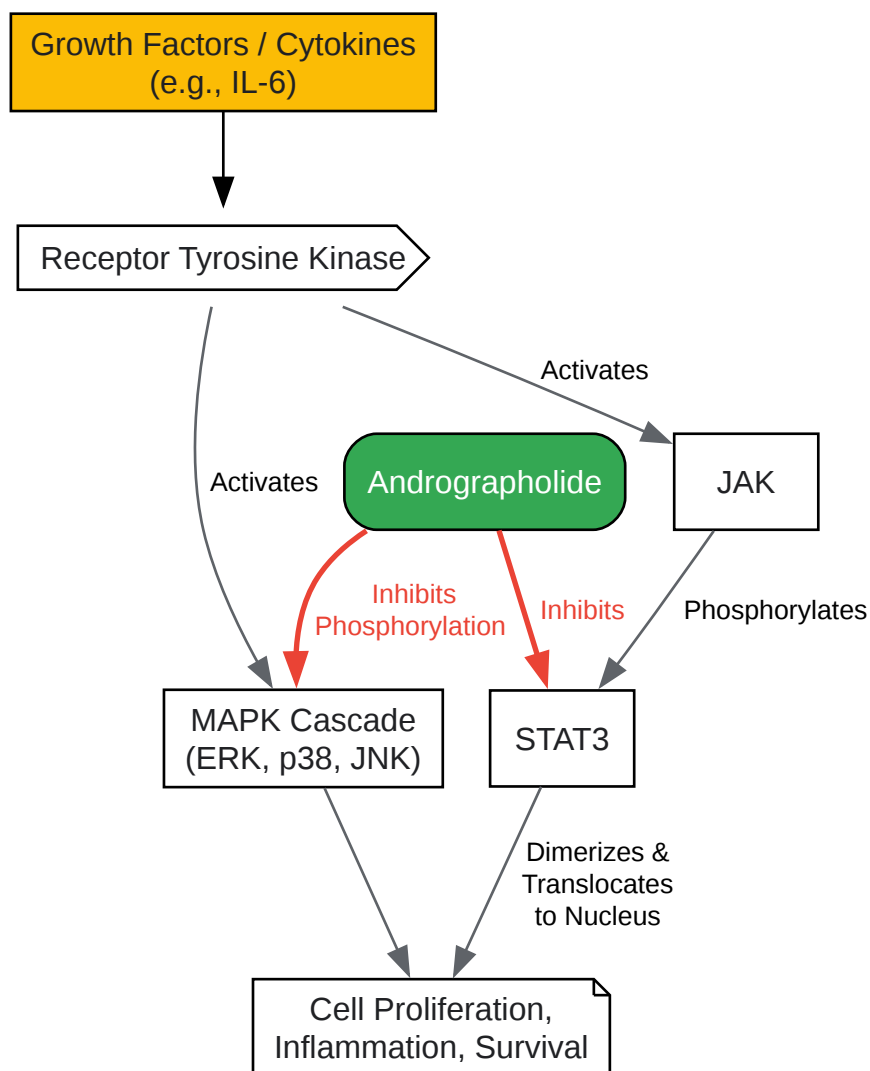 Growth Factors / Cytokines
(e.g., IL-6)
Receptor Tyrosine Kinase
Activates
Activates
Andrographolide
JAK
Inhibits
Phosphorylation
Inhibits
Phosphorylates
MAPK Cascade
(ERK, p38, JNK)
STAT3
Dimerizes &
Translocates
to Nucleus
Cell Proliferation,
Inflammation, Survival